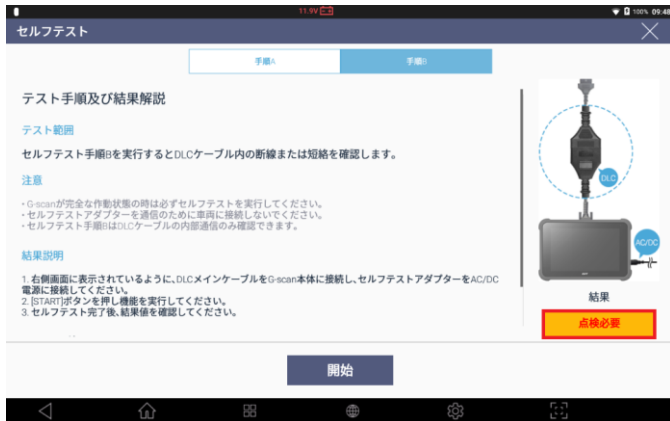 11.9V
100% 09:48
セルフテスト
手順A
手順B
テスト手順及び結果解説
テスト範囲
セルフテスト手順Bを実行するとDLCケーブル内の断線または短絡を確認します。
注意
・G-scanが完全な作動状態の時は必ずセルフテストを実行してください。
・セルフテストアダプターを通信のために車両に接続しないでください。
・セルフテスト手順BはDLCケーブルの内部通信のみ確認できます。
結果説明
1. 右側画面に表示されているように、DLCメインケーブルをG-scan本体に接続し、セルフテストアダプターをAC/DC
電源に接続してください。
2. [START]ボタンを押し機能を実行してください。
3. セルフテスト完了後、結果値を確認してください。
DLC
AC/DC
結果
点検必要
開始